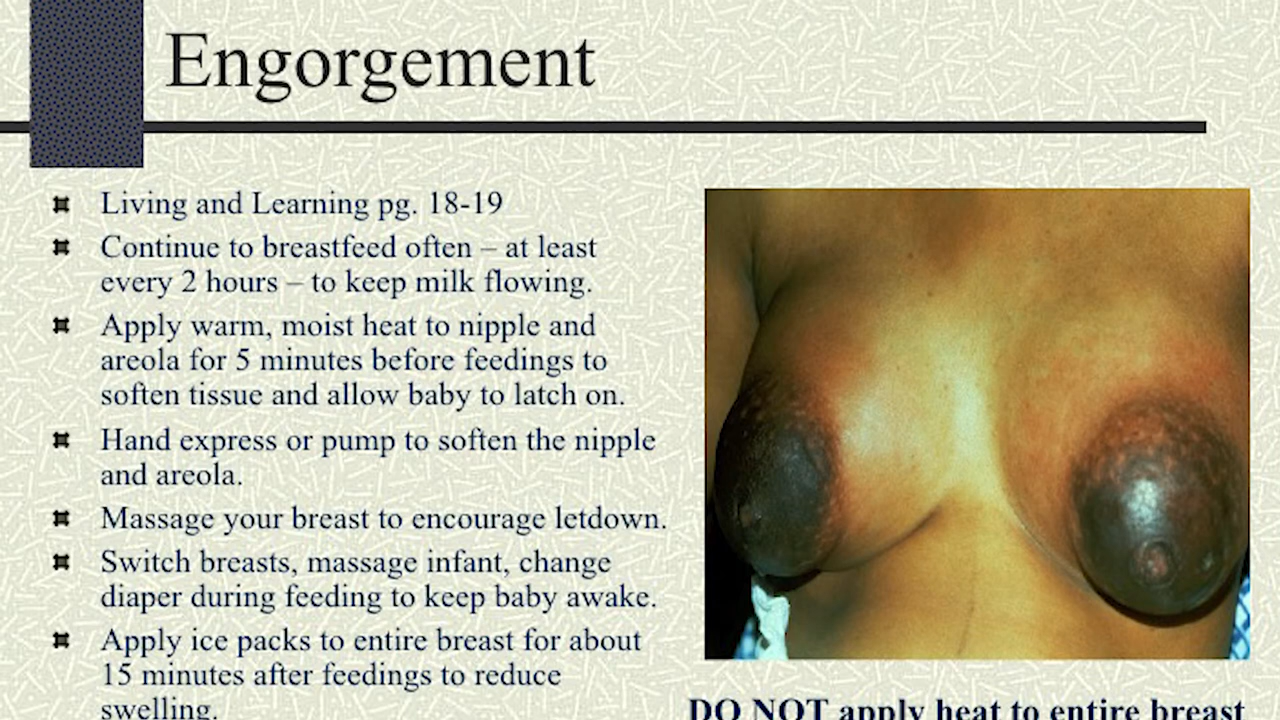 Engorgement
Living and Learning pg. 18-19
Continue to breastfeed often – at least
every 2 hours – to keep milk flowing.
Apply warm, moist heat to nipple and
areola for 5 minutes before feedings to
soften tissue and allow baby to latch on.
Hand express or pump to soften the nipple
and areola.
Massage your breast to encourage letdown.
Switch breasts, massage infant, change
diaper during feeding to keep baby awake.
Apply ice packs to entire breast for about
15 minutes after feedings to reduce
swelling.
DO NOT apply heat to entire breast